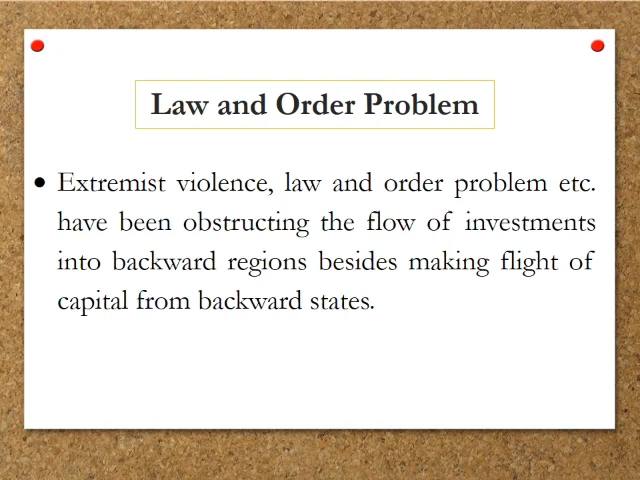 Law and Order Problem
• Extremist violence, law and order problem etc.
have been obstructing the flow of investments
into backward regions besides making flight of
capital from backward states.